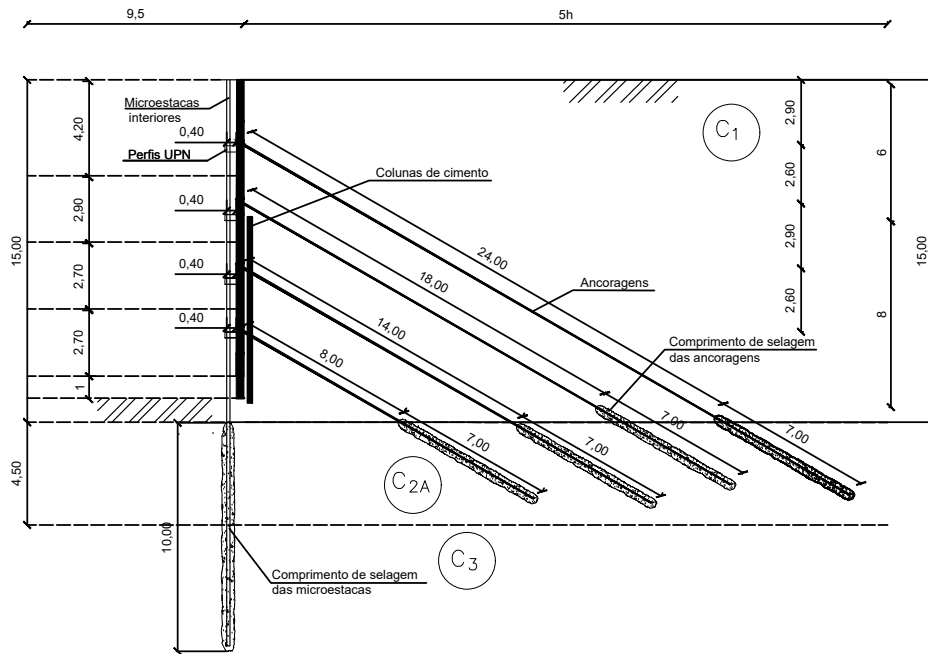 9,5
5h
Microestacas
interiores
0,40
Perfis UPN
Colunas de cimento
C1
4,20
2,90
6
0,40
2,60
2,90
15,00
24,00
2,90
15,00
0,40
18,00
Ancoragens
2,70
14,00
2,60
8
0,40
Comprimento de selagem
das ancoragens
2,70
8,00
1
7,00
7,00
7,00
7,00
4,50
C2A
10,00
C3
Comprimento de selagem
das microestacas